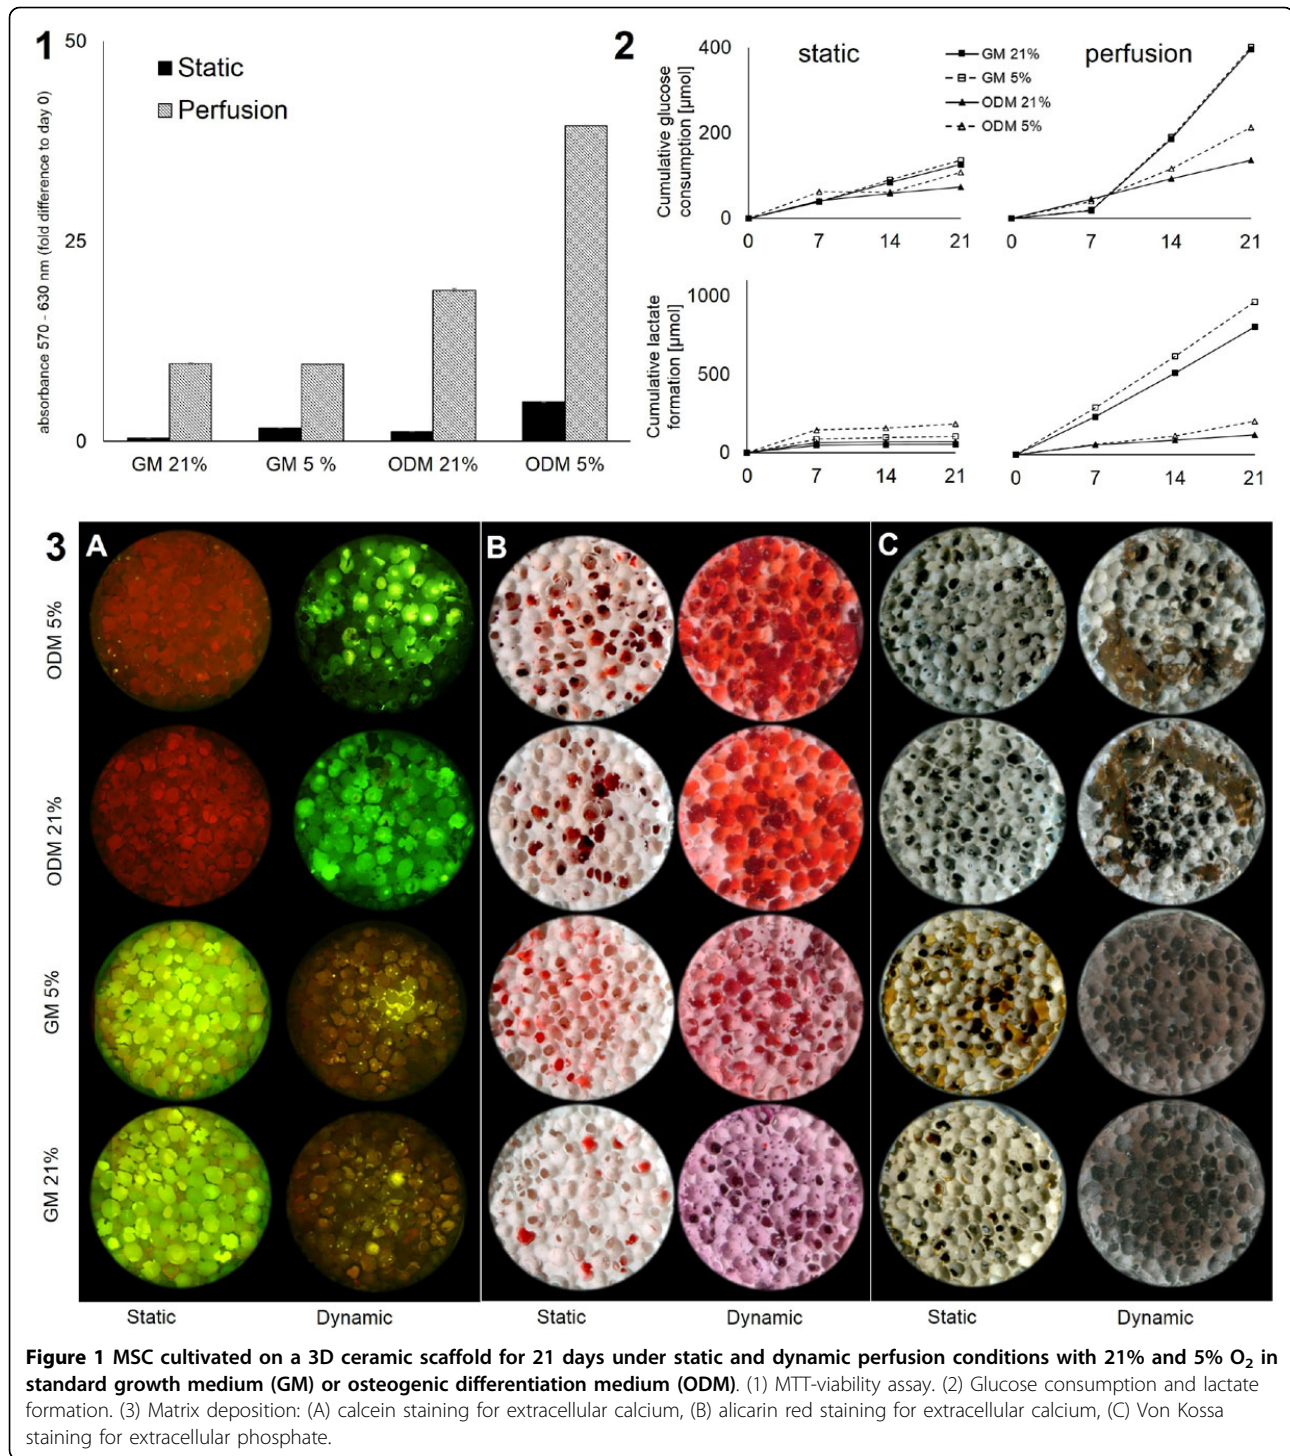 1
50
25
0
absorbance 570 - 630 nm (fold difference to day 0)
Static
Perfusion
GM 21%
GM 5 %
ODM 21%
ODM 5%
2
static
perfusion
GM 21%
GM 5%
ODM 21%
ODM 5%
Cumulative glucose
consumption [µmol]
400
200
0
0 7 14 21
0 7 14 21
Cumulative lactate
formation [µmol]
1000
500
0
0 7 14 21
0 7 14 21
3
A
B
C
ODM 5%
ODM 21%
GM 5%
GM 21%
Static Dynamic Static Dynamic Static Dynamic
Figure 1 MSC cultivated on a 3D ceramic scaffold for 21 days under static and dynamic perfusion conditions with 21% and 5% O₂ in
standard growth medium (GM) or osteogenic differentiation medium (ODM). (1) MTT-viability assay. (2) Glucose consumption and lactate
formation. (3) Matrix deposition: (A) calcein staining for extracellular calcium, (B) alicarin red staining for extracellular calcium, (C) Von Kossa
staining for extracellular phosphate.